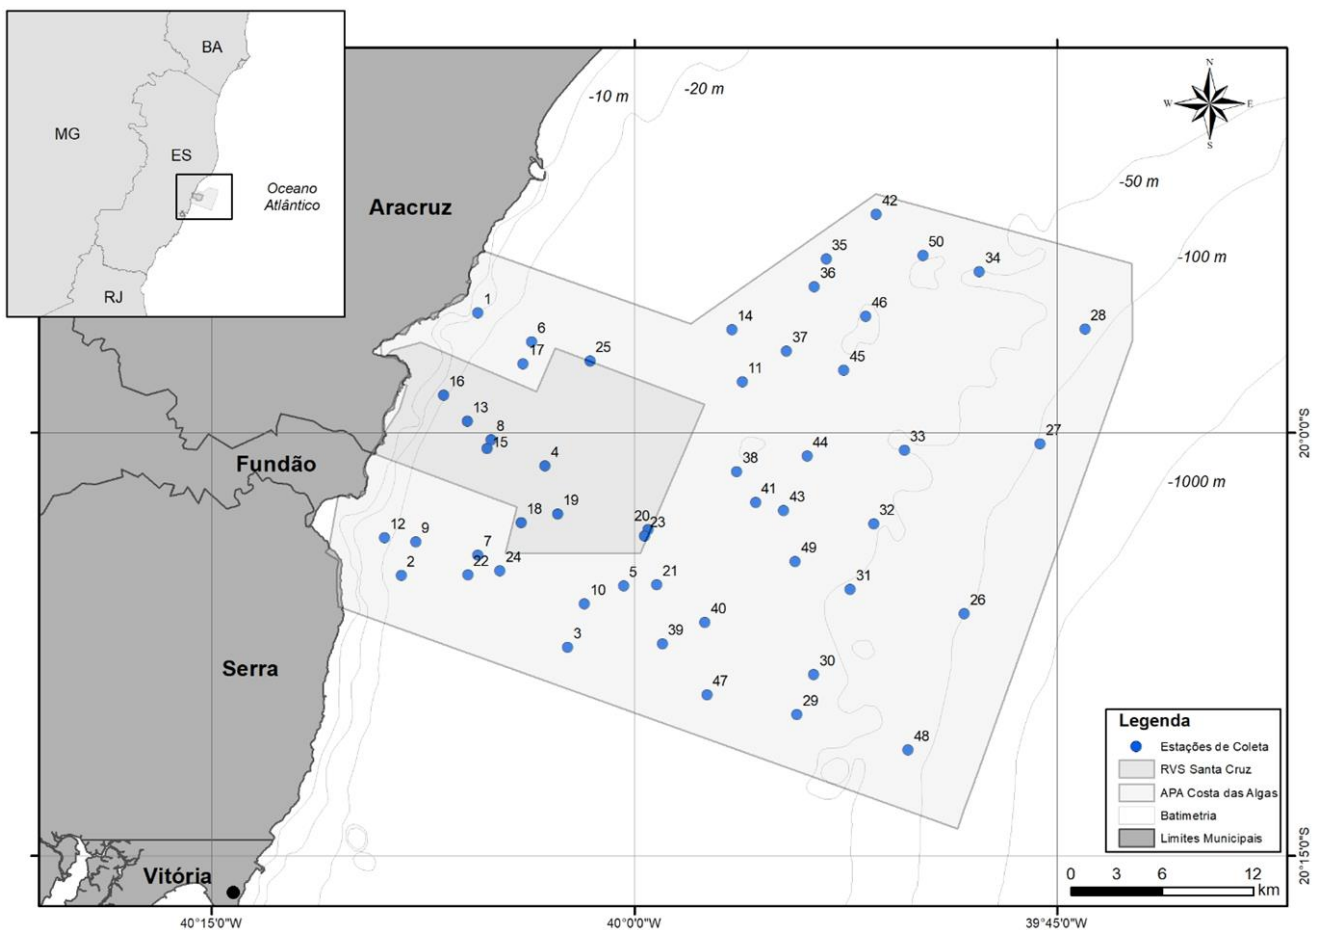 BA
MG
ES
Oceano
Atlântico
RJ
-10 m
-20 m
N
W
E
S
-50 m
-100 m
-1000 m
Aracruz
Fundão
Serra
Vitória
42
35
50
34
36
1
46
28
14
6
37
17
25
45
11
16
13
8
15
44
33
27
4
38
41
43
19
18
20
23
32
12
9
7
49
2
22
24
5
21
31
10
26
40
3
39
30
47
29
48
Legenda
Estações de Coleta
RVS Santa Cruz
APA Costa das Algas
Batimetria
Limites Municipais
0 3 6 12
km
20°0'0"S
20°15'0"S
40°15'0"W
40°0'0"W
39°45'0"W